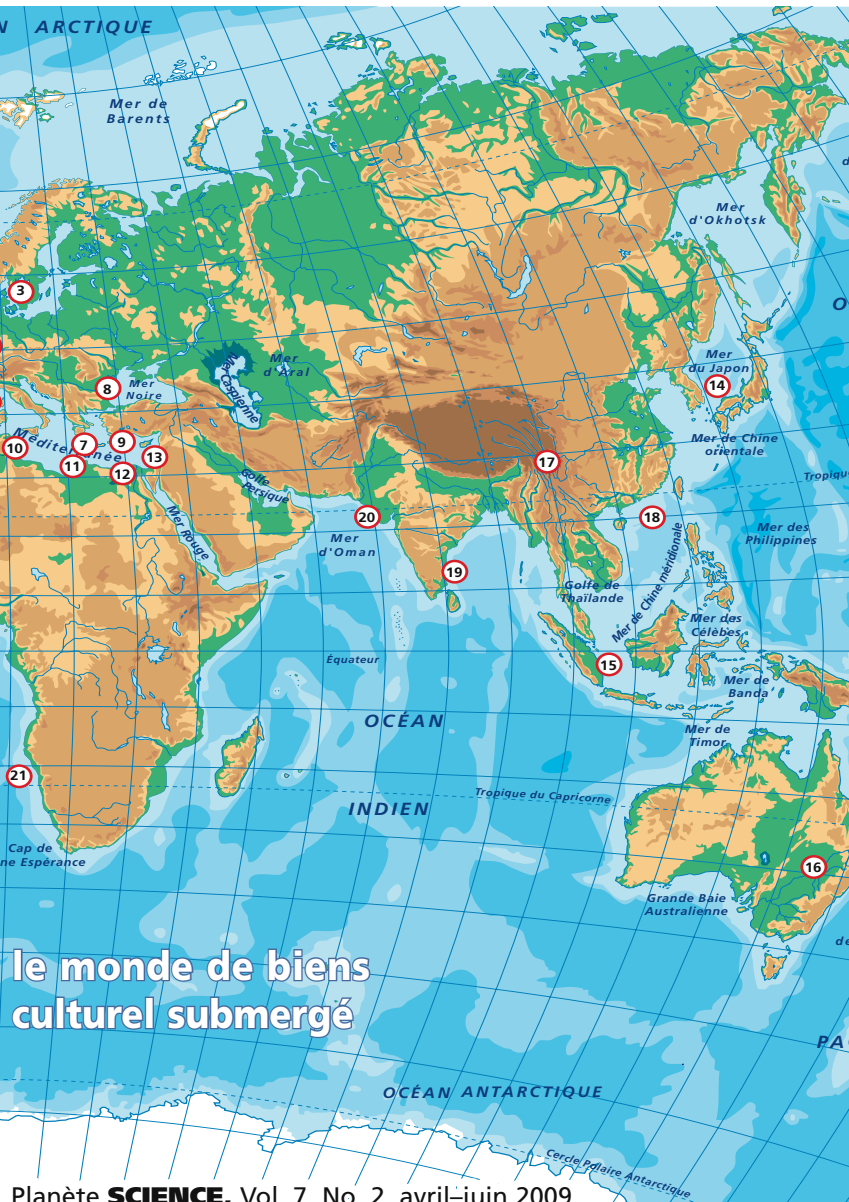 N ARCTIQUE
Mer de
Barents
Mer
d'Okhotsk
3
Mer
d'Aral
Mer Caspienne
8
Mer
Noire
Mer
du Japon
14
Méditerranée
10
7
9
11
12
13
Mer de Chine
orientale
17
Golfe
Persique
Tropique
20
18
Mer Rouge
Mer
d'Oman
Mer des
Philippines
19
Mer de Chine méridionale
Golfe de
Thaïlande
Mer des
Célèbes
Équateur
15
Mer de
Banda
OCÉAN
Mer de
Timor
21
Tropique du Capricorne
INDIEN
Cap de
ne Espérance
16
Grande Baie
Australienne
de
le monde de biens
culturel submergé
PA
OCÉAN ANTARCTIQUE
Cercle Polaire Antarctique
Planète SCIENCE, Vol. 7, No. 2, avril–juin 2009